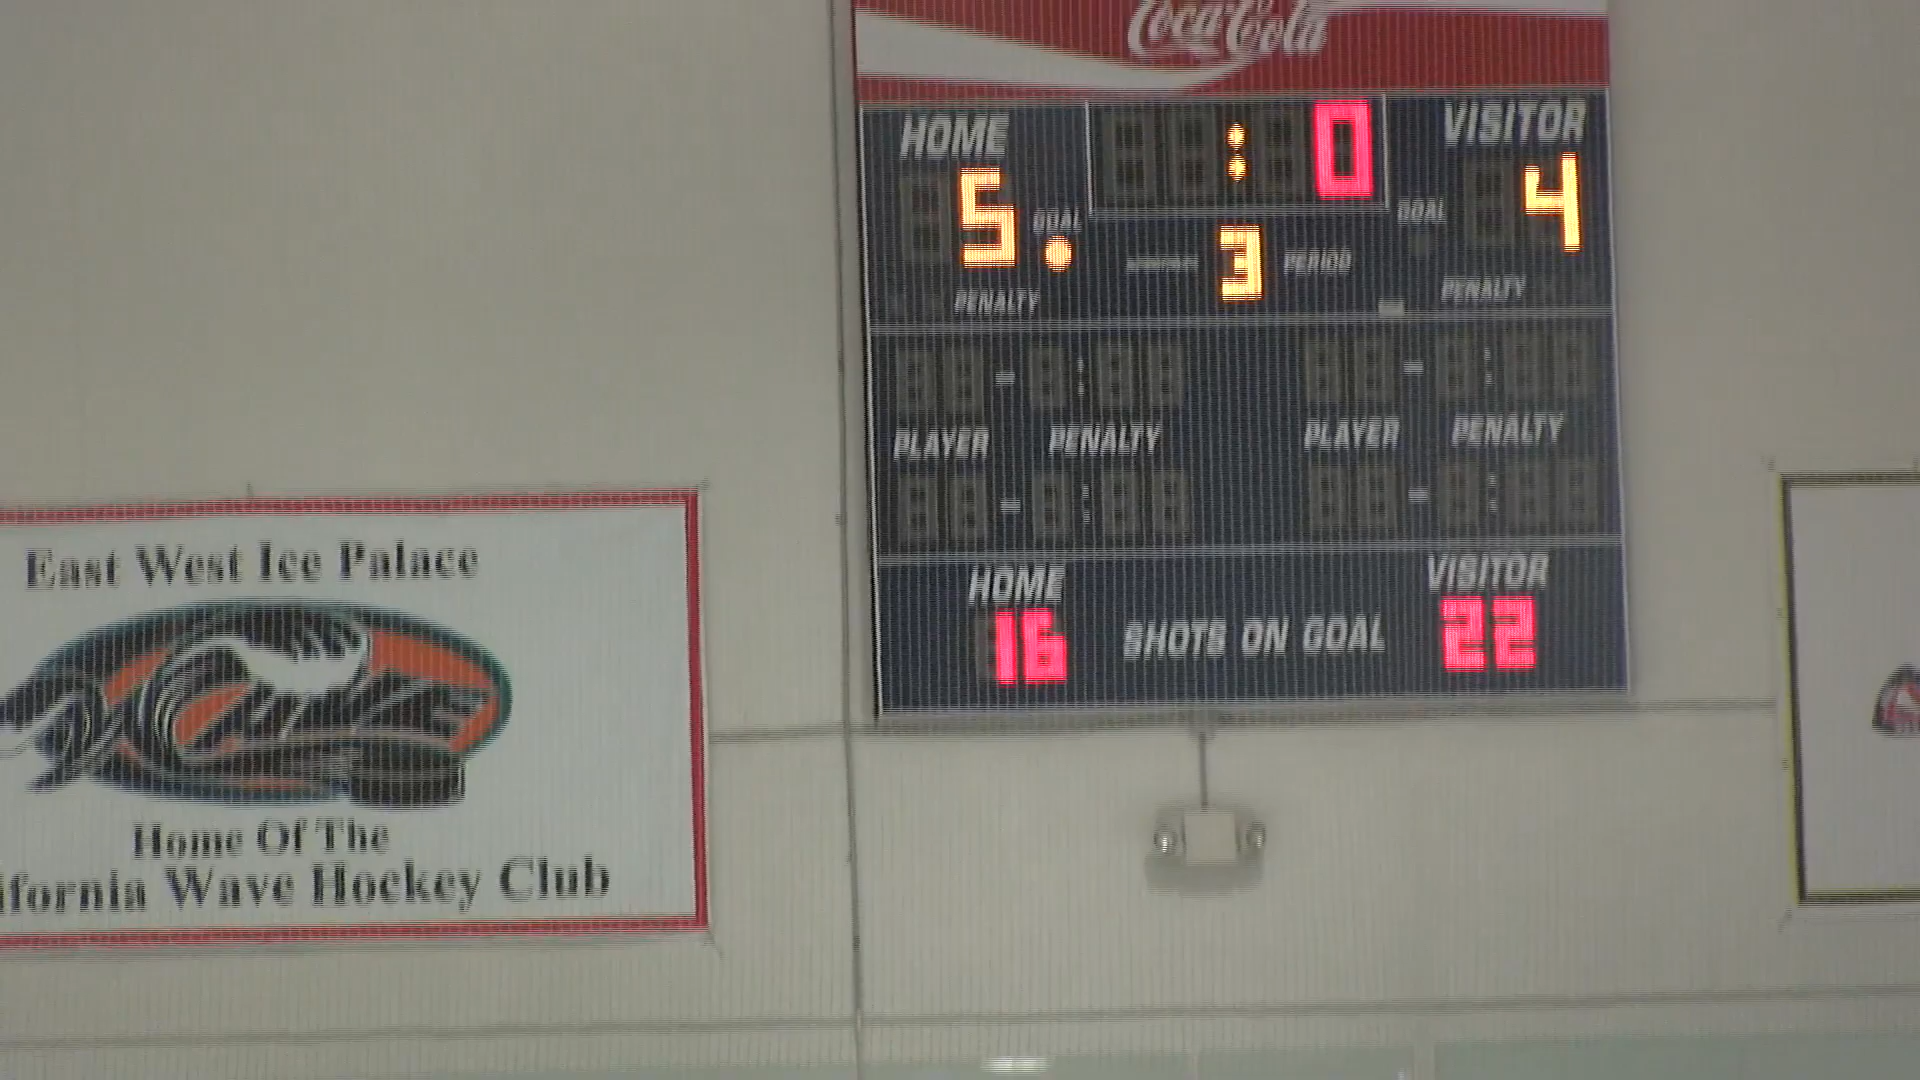 Coca-Cola
HOME
: 0
VISITOR
5
GOAL
GOAL
4
3 PERIOD
PENALTY
PENALTY
PLAYER PENALTY
PLAYER PENALTY
HOME
VISITOR
16
SHOTS ON GOAL
22
East West Ice Palace
Home Of The
ifornia Wave Hockey Club